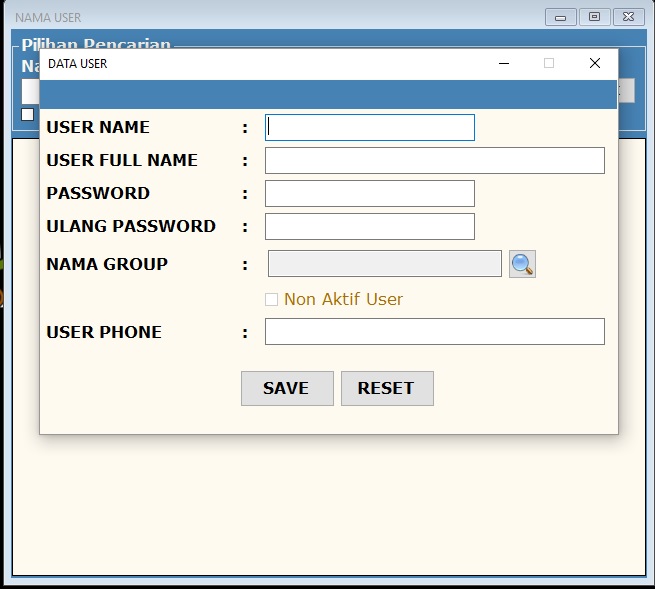 NAMA USER
Pilihan Pencarian
DATA USER
USER NAME :
USER FULL NAME :
PASSWORD :
ULANG PASSWORD :
NAMA GROUP :
Non Aktif User
USER PHONE :
SAVE RESET